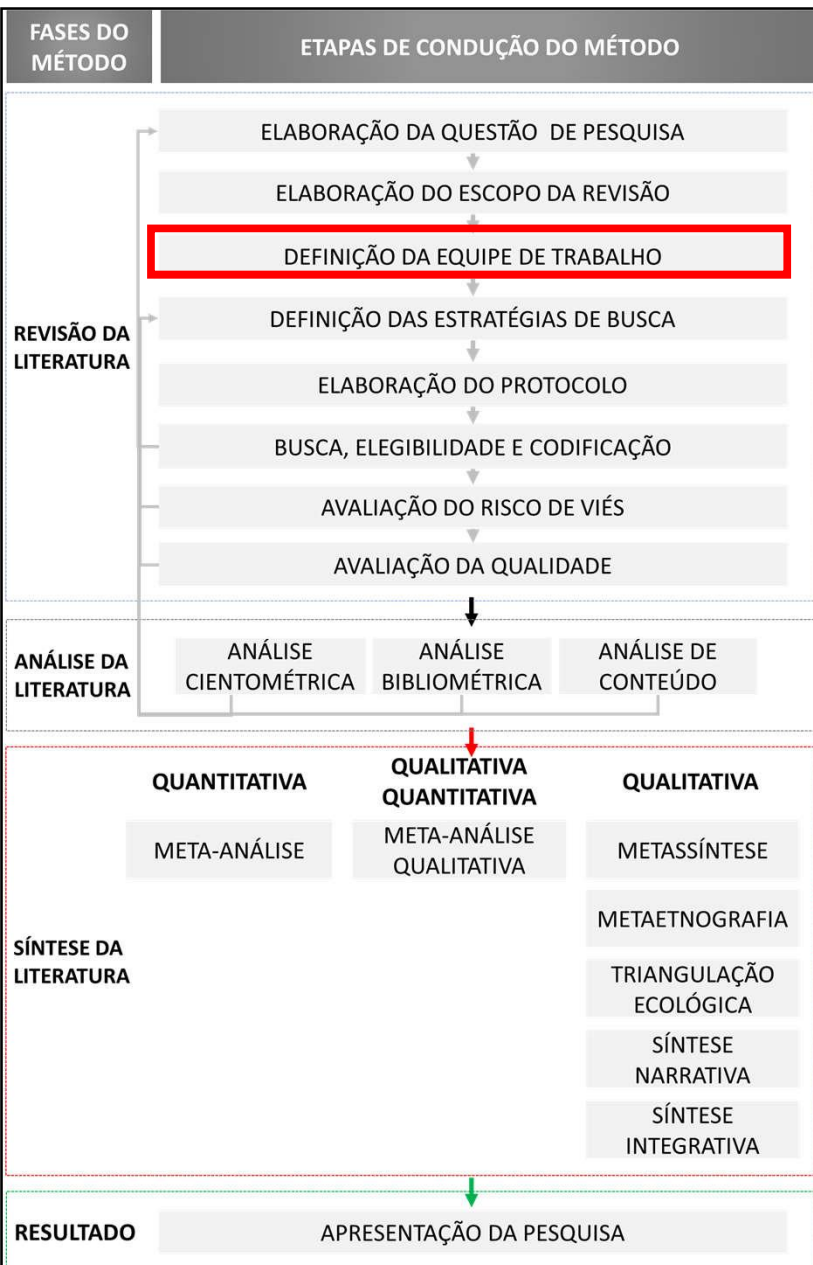 FASES DO
MÉTODO
ETAPAS DE CONDUÇÃO DO MÉTODO
REVISÃO DA
LITERATURA
ELABORAÇÃO DA QUESTÃO DE PESQUISA
ELABORAÇÃO DO ESCOPO DA REVISÃO
DEFINIÇÃO DA EQUIPE DE TRABALHO
DEFINIÇÃO DAS ESTRATÉGIAS DE BUSCA
ELABORAÇÃO DO PROTOCOLO
BUSCA, ELEGIBILIDADE E CODIFICAÇÃO
AVALIAÇÃO DO RISCO DE VIÉS
AVALIAÇÃO DA QUALIDADE
ANÁLISE DA
LITERATURA
ANÁLISE
CIENTOMÉTRICA
ANÁLISE
BIBLIOMÉTRICA
ANÁLISE DE
CONTEÚDO
SÍNTESE DA
LITERATURA
QUANTITATIVA
META-ANÁLISE
QUALITATIVA
QUANTITATIVA
META-ANÁLISE
QUALITATIVA
QUALITATIVA
METASSÍNTESE
METAETNOGRAFIA
TRIANGULAÇÃO
ECOLÓGICA
SÍNTESE
NARRATIVA
SÍNTESE
INTEGRATIVA
RESULTADO
APRESENTAÇÃO DA PESQUISA